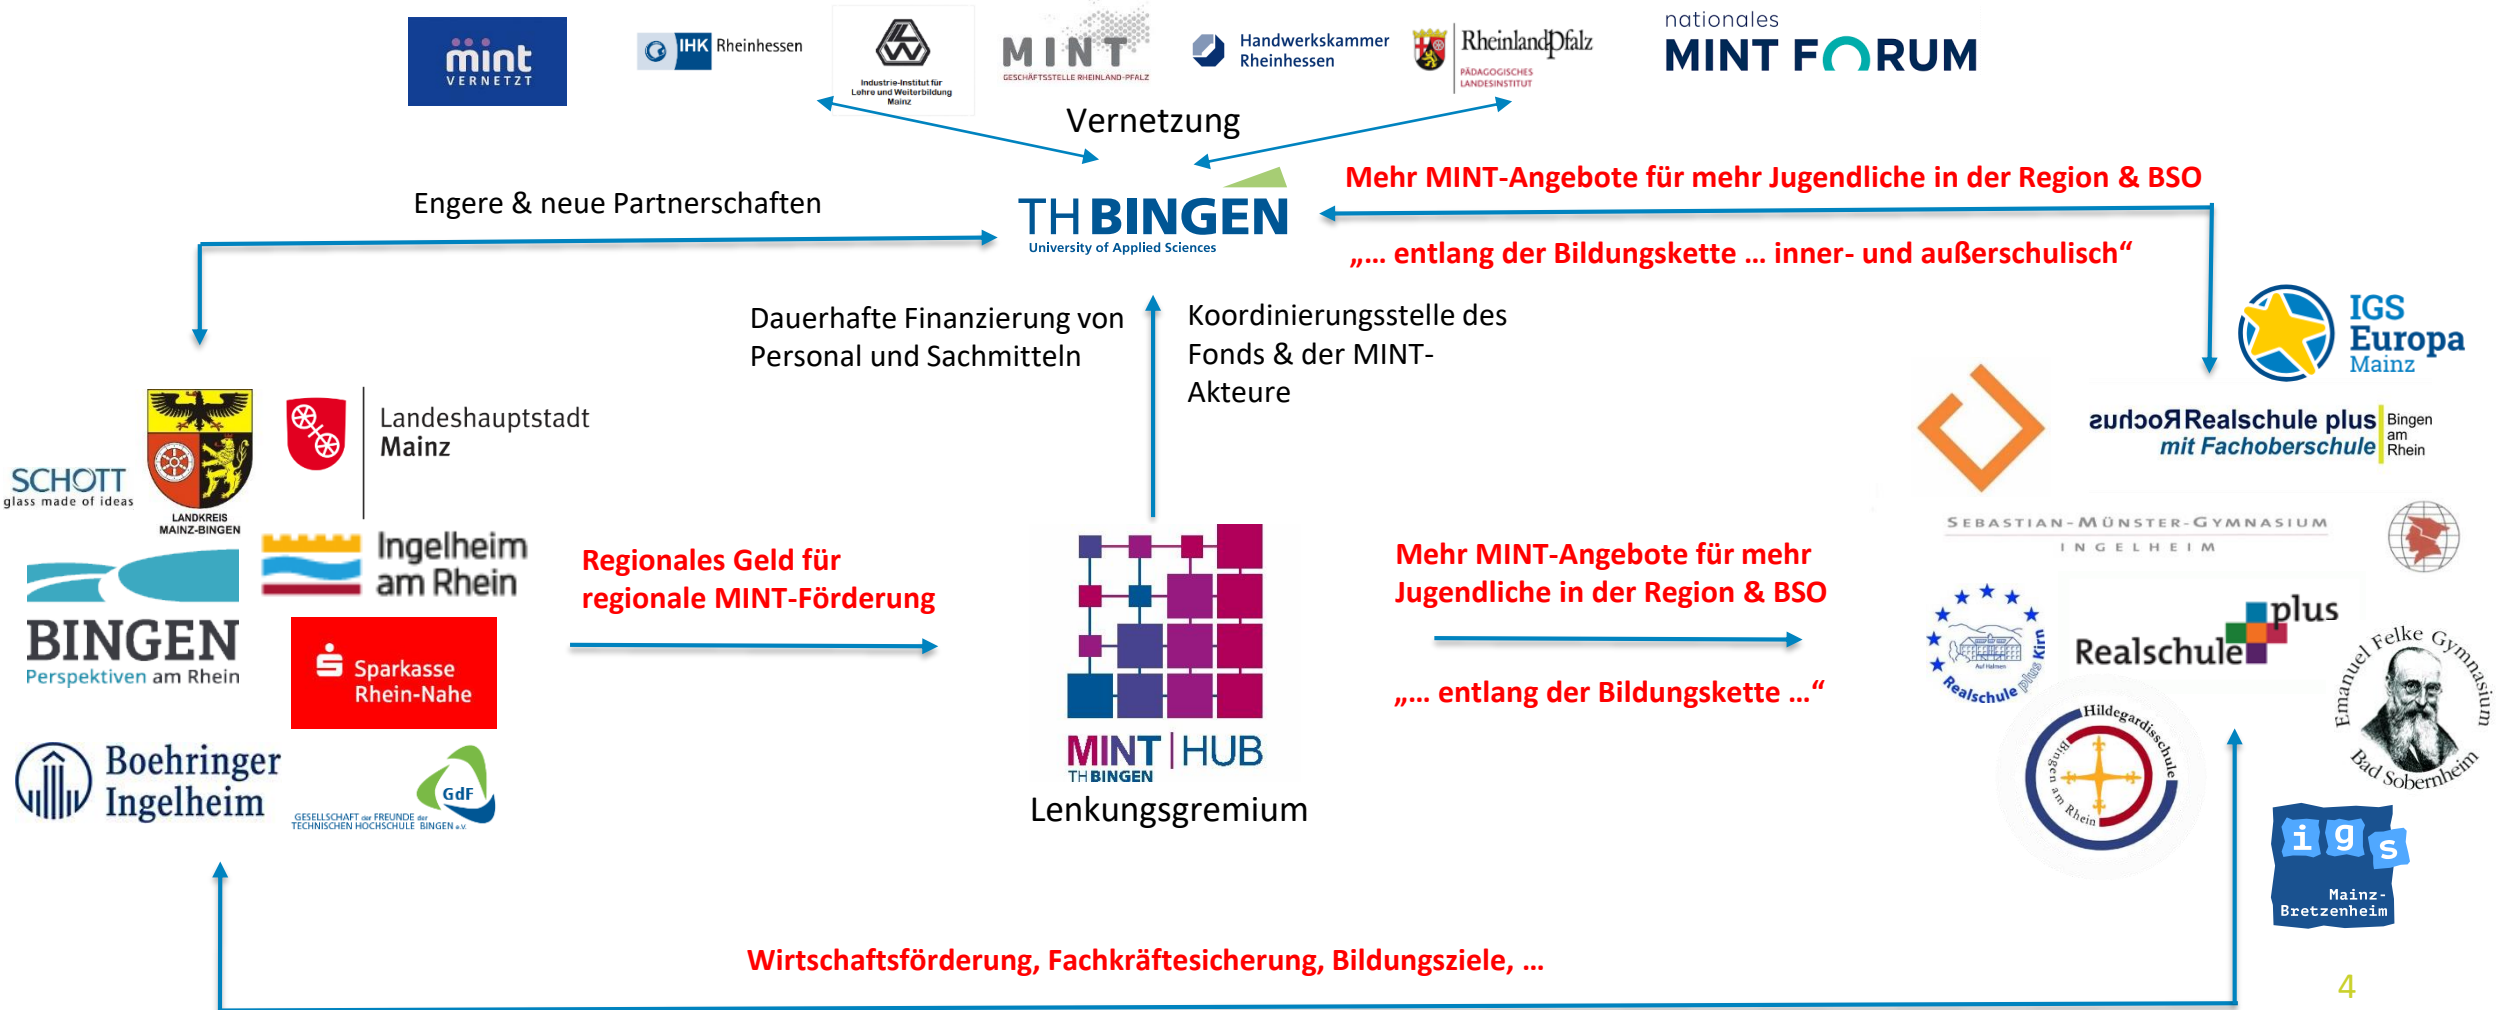 mint
VERNETZT
IHK Rheinhessen
Industrie-Institut für
Lehre und Weiterbildung
Mainz
MINT
GESCHÄFTSSTELLE RHEINLAND-PFALZ
Handwerkskammer
Rheinhessen
RheinlandPfalz
PÄDAGOGISCHES
LANDESINSTITUT
nationales
MINT FORUM
Vernetzung
Engere & neue Partnerschaften
TH BINGEN
University of Applied Sciences
Mehr MINT-Angebote für mehr Jugendliche in der Region & BSO
„… entlang der Bildungskette … inner- und außerschulisch“
Dauerhafte Finanzierung von
Personal und Sachmitteln
Koordinierungsstelle des
Fonds & der MINT-
Akteure
SCHOTT
glass made of ideas
LANDKREIS
MAINZ-BINGEN
Landeshauptstadt
Mainz
Ingelheim
am Rhein
BINGEN
Perspektiven am Rhein
Sparkasse
Rhein-Nahe
Boehringer
Ingelheim
GdF
GESELLSCHAFT der FREUNDE der
TECHNISCHEN HOCHSCHULE BINGEN e.V.
Regionales Geld für
regionale MINT-Förderung
MINT HUB
TH BINGEN
Lenkungsgremium
Mehr MINT-Angebote für mehr
Jugendliche in der Region & BSO
„… entlang der Bildungskette …“
IGS
Europa
Mainz
Rochus Realschule plus
mit Fachoberschule
Bingen
am
Rhein
SEBASTIAN-MÜNSTER-GYMNASIUM
INGELHEIM
Auf Halmen
Realschule plus Kirn
Realschule plus
Emanuel Felke Gymnasium
Bad Sobernheim
Hildegardisschule
Bingen am Rhein
igs
Mainz-
Bretzenheim
Wirtschaftsförderung, Fachkräftesicherung, Bildungsziele, …
4